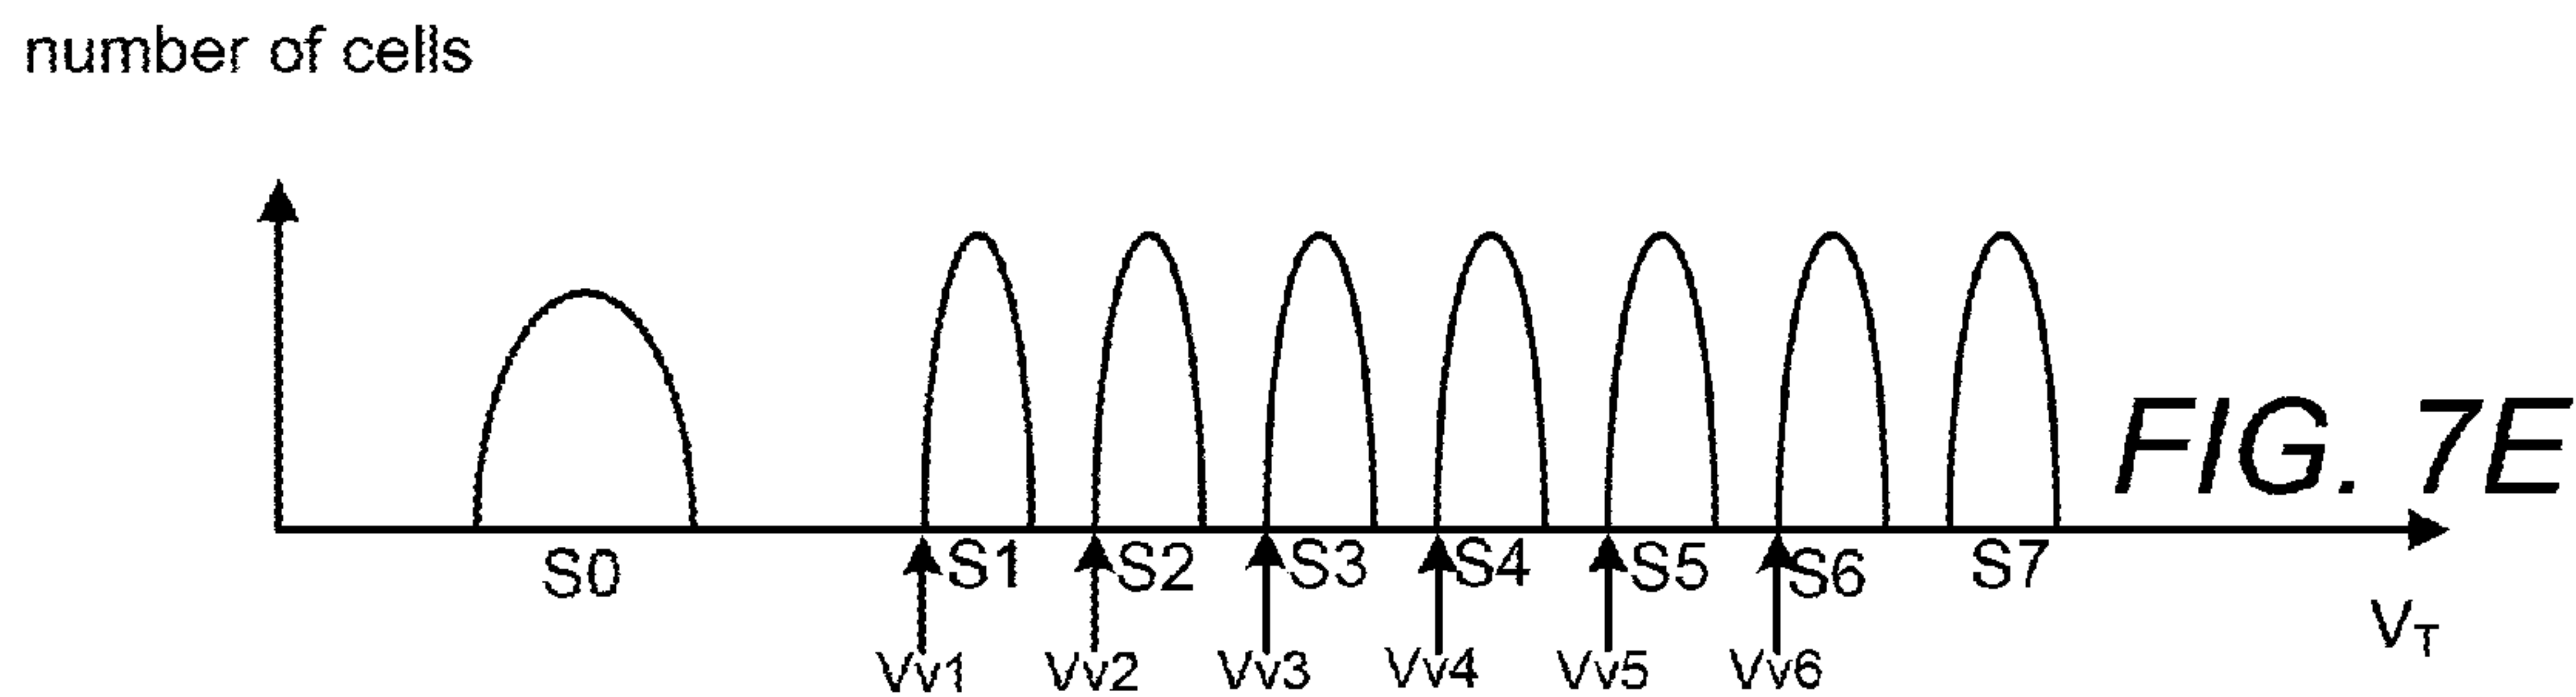 number of cells
FIG. 7E
S0 S1 S2 S3 S4 S5 S6 S7
VT
Vv1 Vv2 Vv3 Vv4 Vv5 Vv6